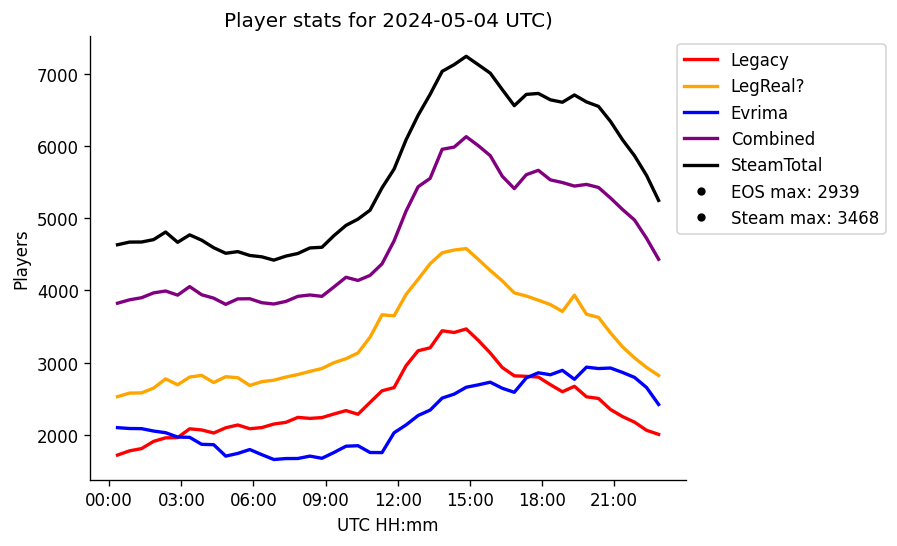 Player stats for 2024-05-04 UTC)
7000
6000
5000
4000
3000
2000
Players
00:00 03:00 06:00 09:00 12:00 15:00 18:00 21:00
UTC HH:mm
Legacy
LegReal?
Evrima
Combined
SteamTotal
EOS max: 2939
Steam max: 3468